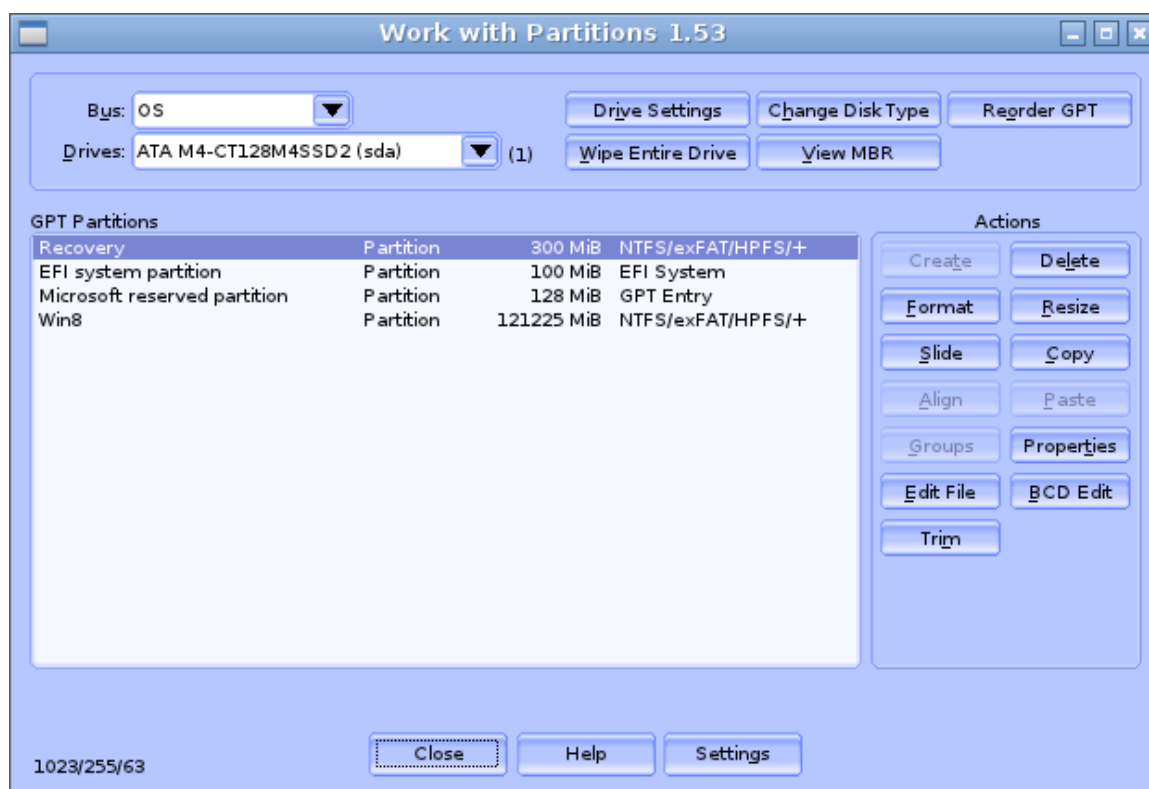 Work with Partitions 1.53
Bus: OS
Drive Settings Change Disk Type Reorder GPT
Drives: ATA M4-CT128M4SSD2 (sda) (1)
Wipe Entire Drive View MBR
GPT Partitions
Actions
Recovery Partition 300 MiB NTFS/exFAT/HPFS/+
EFI system partition Partition 100 MiB EFI System
Microsoft reserved partition Partition 128 MiB GPT Entry
Win8 Partition 121225 MiB NTFS/exFAT/HPFS/+
Create Delete
Format Resize
Slide Copy
Align Paste
Groups Properties
Edit File BCD Edit
Trim
Close Help Settings
1023/255/63